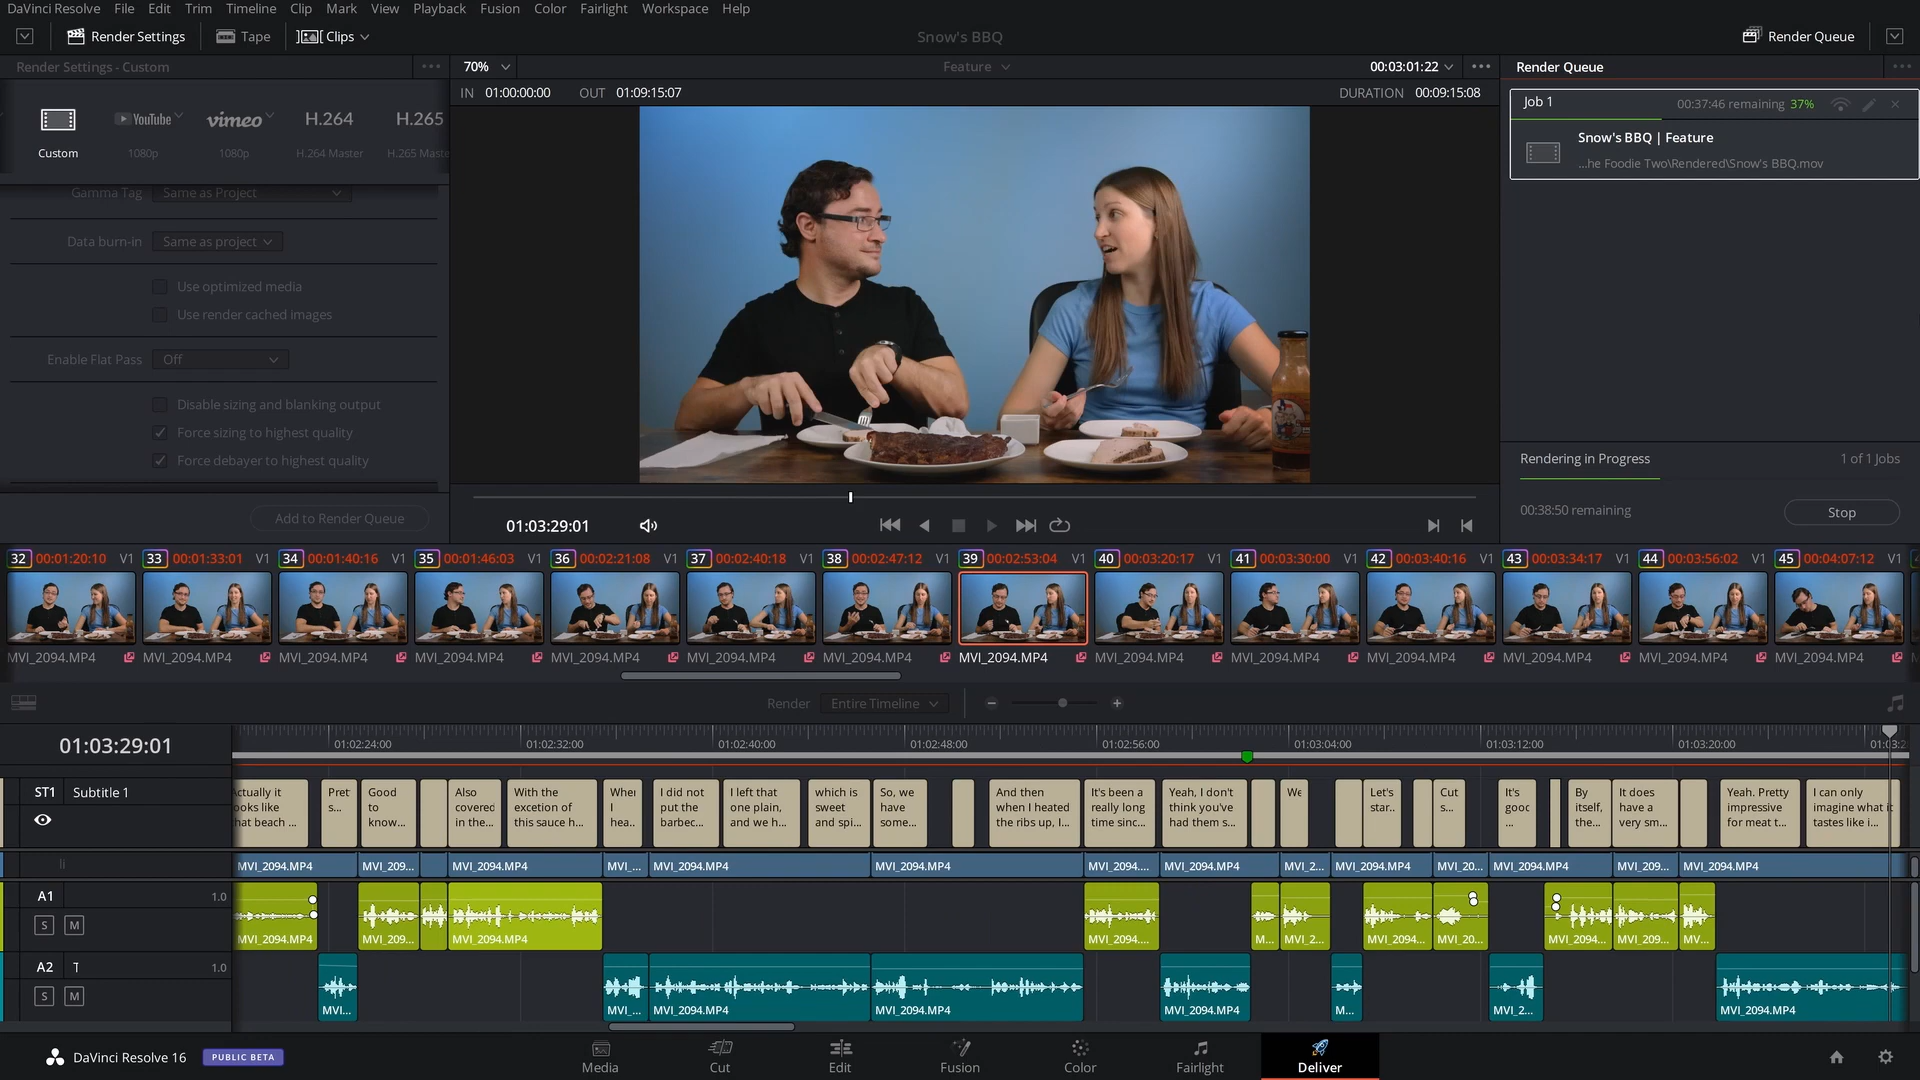 DaVinci Resolve File Edit Trim Timeline Clip Mark View Playback Fusion Color Fairlight Workspace Help
Render Settings Tape Clips Snow's BBQ Render Queue
Render Settings - Custom 70% Feature 00:03:01:22 Render Queue
IN 01:00:00:00 OUT 01:09:15:07 DURATION 00:09:15:08
Custom
YouTube
1080p
vimeo
1080p
H.264
H.264 Master
H.265
H.265 Maste
Gamma Tag Same as Project
Data burn-in Same as project
Use optimized media
Use render cached images
Enable Flat Pass Off
Disable sizing and blanking output
Force sizing to highest quality
Force debayer to highest quality
Add to Render Queue
Job 1 00:37:46 remaining 37%
Snow's BBQ | Feature
...he Foodie Two\Rendered\Snow's BBQ.mov
Rendering in Progress 1 of 1 Jobs
00:38:50 remaining Stop
01:03:29:01
32 00:01:20:10 V1 33 00:01:33:01 V1 34 00:01:40:16 V1 35 00:01:46:03 V1 36 00:02:21:08 V1 37 00:02:40:18 V1 38 00:02:47:12 V1 39 00:02:53:04 V1 40 00:03:20:17 V1 41 00:03:30:00 V1 42 00:03:40:16 V1 43 00:03:34:17 V1 44 00:03:56:02 V1 45 00:04:07:12 V1
MVI_2094.MP4 MVI_2094.MP4 MVI_2094.MP4 MVI_2094.MP4 MVI_2094.MP4 MVI_2094.MP4 MVI_2094.MP4 MVI_2094.MP4 MVI_2094.MP4 MVI_2094.MP4 MVI_2094.MP4 MVI_2094.MP4 MVI_2094.MP4 MVI_2094.MP4
Render Entire Timeline
01:03:29:01 01:02:24:00 01:02:32:00 01:02:40:00 01:02:48:00 01:02:56:00 01:03:04:00 01:03:12:00 01:03:20:00 01:03:2
ST1 Subtitle 1
Actually it
ooks like
hat beach ...
Pret
s...
Good
to
know...
Also
covered
in the...
With the
excetion of
this sauce h...
When
I
hea..
I did not
put the
barbec...
I left that
one plain,
and we h...
which is
sweet
and spi...
So, we
have
some...
And then
when I heated
the ribs up, I...
It's been a
really long
time sinc...
Yeah, I don't
think you've
had them s...
We
Let's
star..
Cut
s...
It's
gooc
...
By
itself,
the...
It does
have a
very sm...
Yeah. Pretty
impressive
for meat t...
I can only
imagine what it
tastes like i...
MVI_2094.MP4 MVI_209... MVI_2094.MP4 MVI_... MVI_2094.MP4 MVI_2094.MP4 MVI_2094.... MVI_2094.MP4 MVI_2... MVI_2094.MP4 MVI_20... MVI_2094.MP4 MVI_209... MVI_2094.MP4
A1 1.0
S M
MVI_2094.MP4 MVI_209... MVI_2094.MP4 MVI_2094.... M... MVI_2... MVI_2094... MVI_20... MVI_2094... MVI_209... MV...
A2 T 1.0
S M
MVI... MVI_... MVI_2094.MP4 MVI_2094.MP4 MVI_2094.MP4 M... MVI_2... MVI_2094.MP4
DaVinci Resolve 16 PUBLIC BETA Media Cut Edit Fusion Color Fairlight Deliver